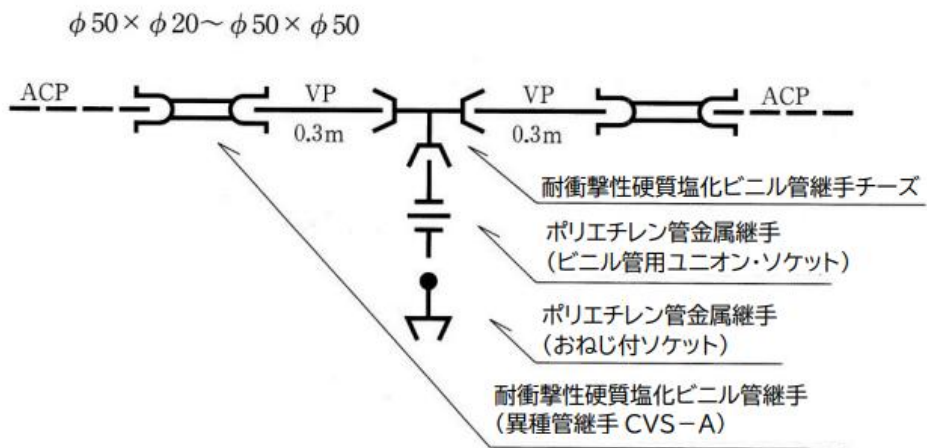 φ50×φ20～φ50×φ50
ACP
VP
VP
ACP
0.3m
0.3m
耐衝撃性硬質塩化ビニル管継手チーズ
ポリエチレン管金属継手
(ビニル管用ユニオン・ソケット)
ポリエチレン管金属継手
(おねじ付ソケット)
耐衝撃性硬質塩化ビニル管継手
(異種管継手 CVS－A)